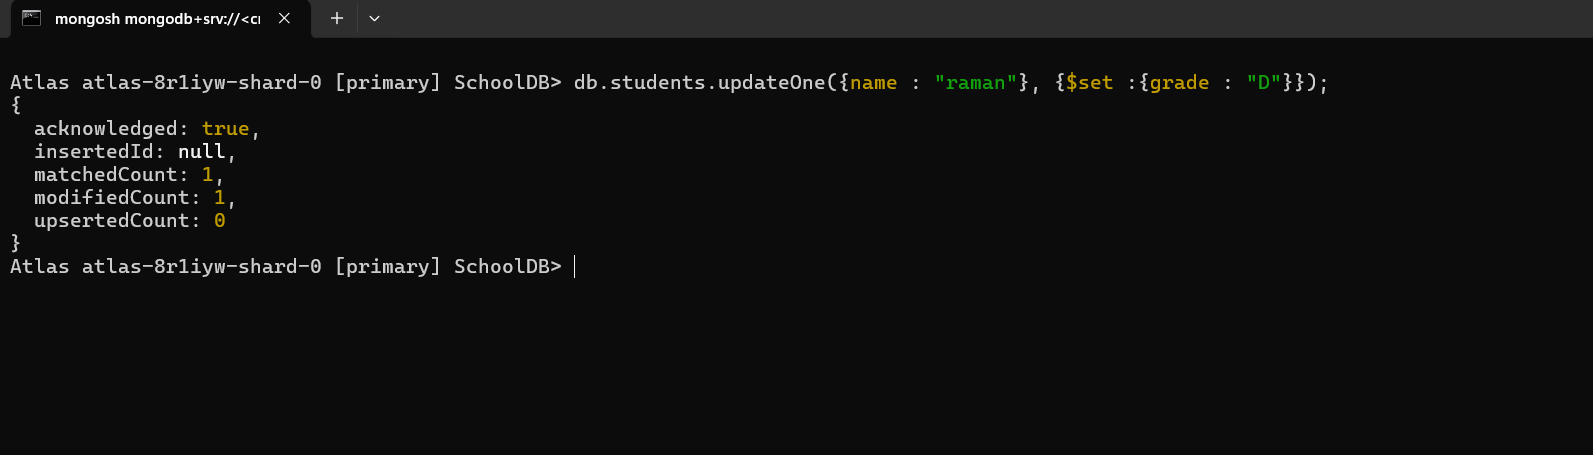 mongosh mongodb+srv://<cr
Atlas atlas-8r1iyw-shard-0 [primary] SchoolDB> db.students.updateOne({name : "raman"}, {$set :{grade : "D"}});
{
  acknowledged: true,
  insertedId: null,
  matchedCount: 1,
  modifiedCount: 1,
  upsertedCount: 0
}
Atlas atlas-8r1iyw-shard-0 [primary] SchoolDB>